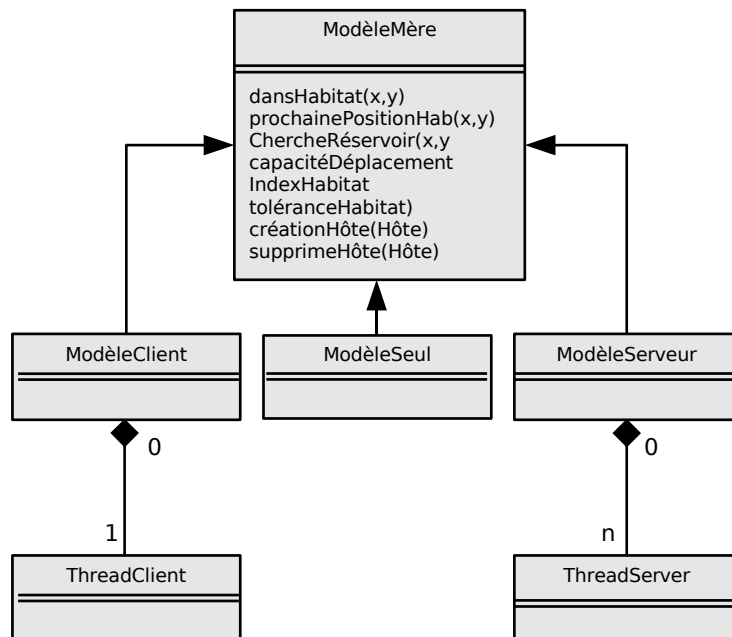 ModèleMère
dansHabitat(x,y)
prochainePositionHab(x,y)
ChercheRéservoir(x,y
capacitéDéplacement
IndexHabitat
toléranceHabitat)
créationHôte(Hôte)
supprimeHôte(Hôte)
ModèleClient
ModèleSeul
ModèleServeur
0
0
1
n
ThreadClient
ThreadServer